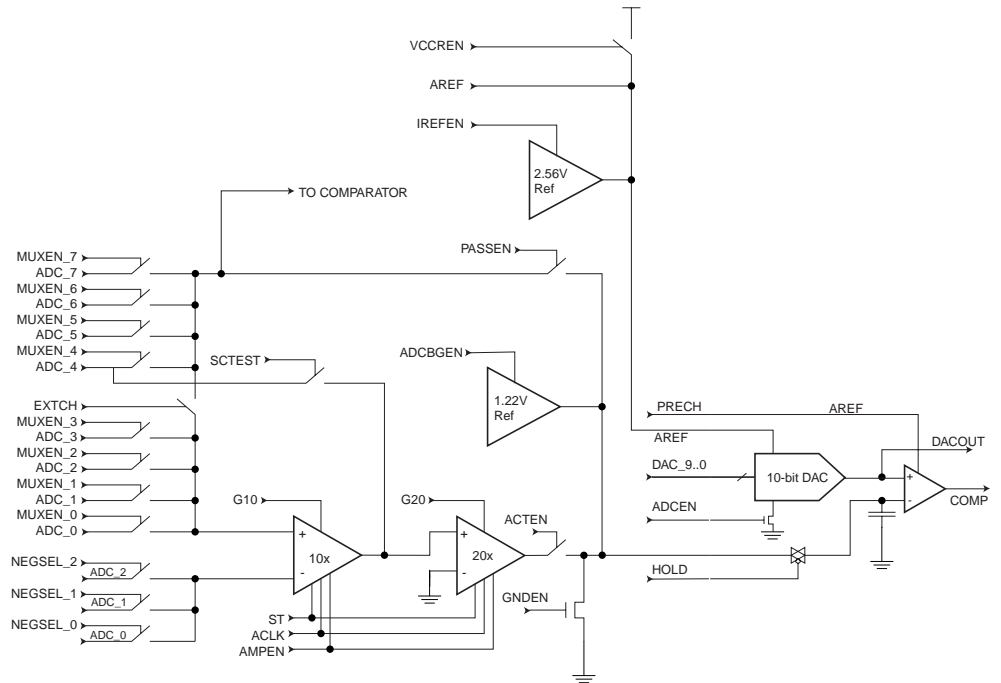 VCCREN
AREF
IREFEN
2.56V
Ref
TO COMPARATOR
PASSEN
MUXEN_7
ADC_7
MUXEN_6
ADC_6
MUXEN_5
ADC_5
MUXEN_4
ADC_4
SCTEST
ADCBGEN
1.22V
Ref
EXTCH
MUXEN_3
ADC_3
MUXEN_2
ADC_2
MUXEN_1
ADC_1
MUXEN_0
ADC_0
PRECH
AREF
AREF
DACOUT
DAC_9..0
10-bit DAC
+
-
COMP
ADCEN
G10
G20
ACTEN
+
10x
-
+
20x
-
NEGSEL_2
ADC_2
NEGSEL_1
ADC_1
NEGSEL_0
ADC_0
HOLD
GNDEN
ST
ACLK
AMPEN